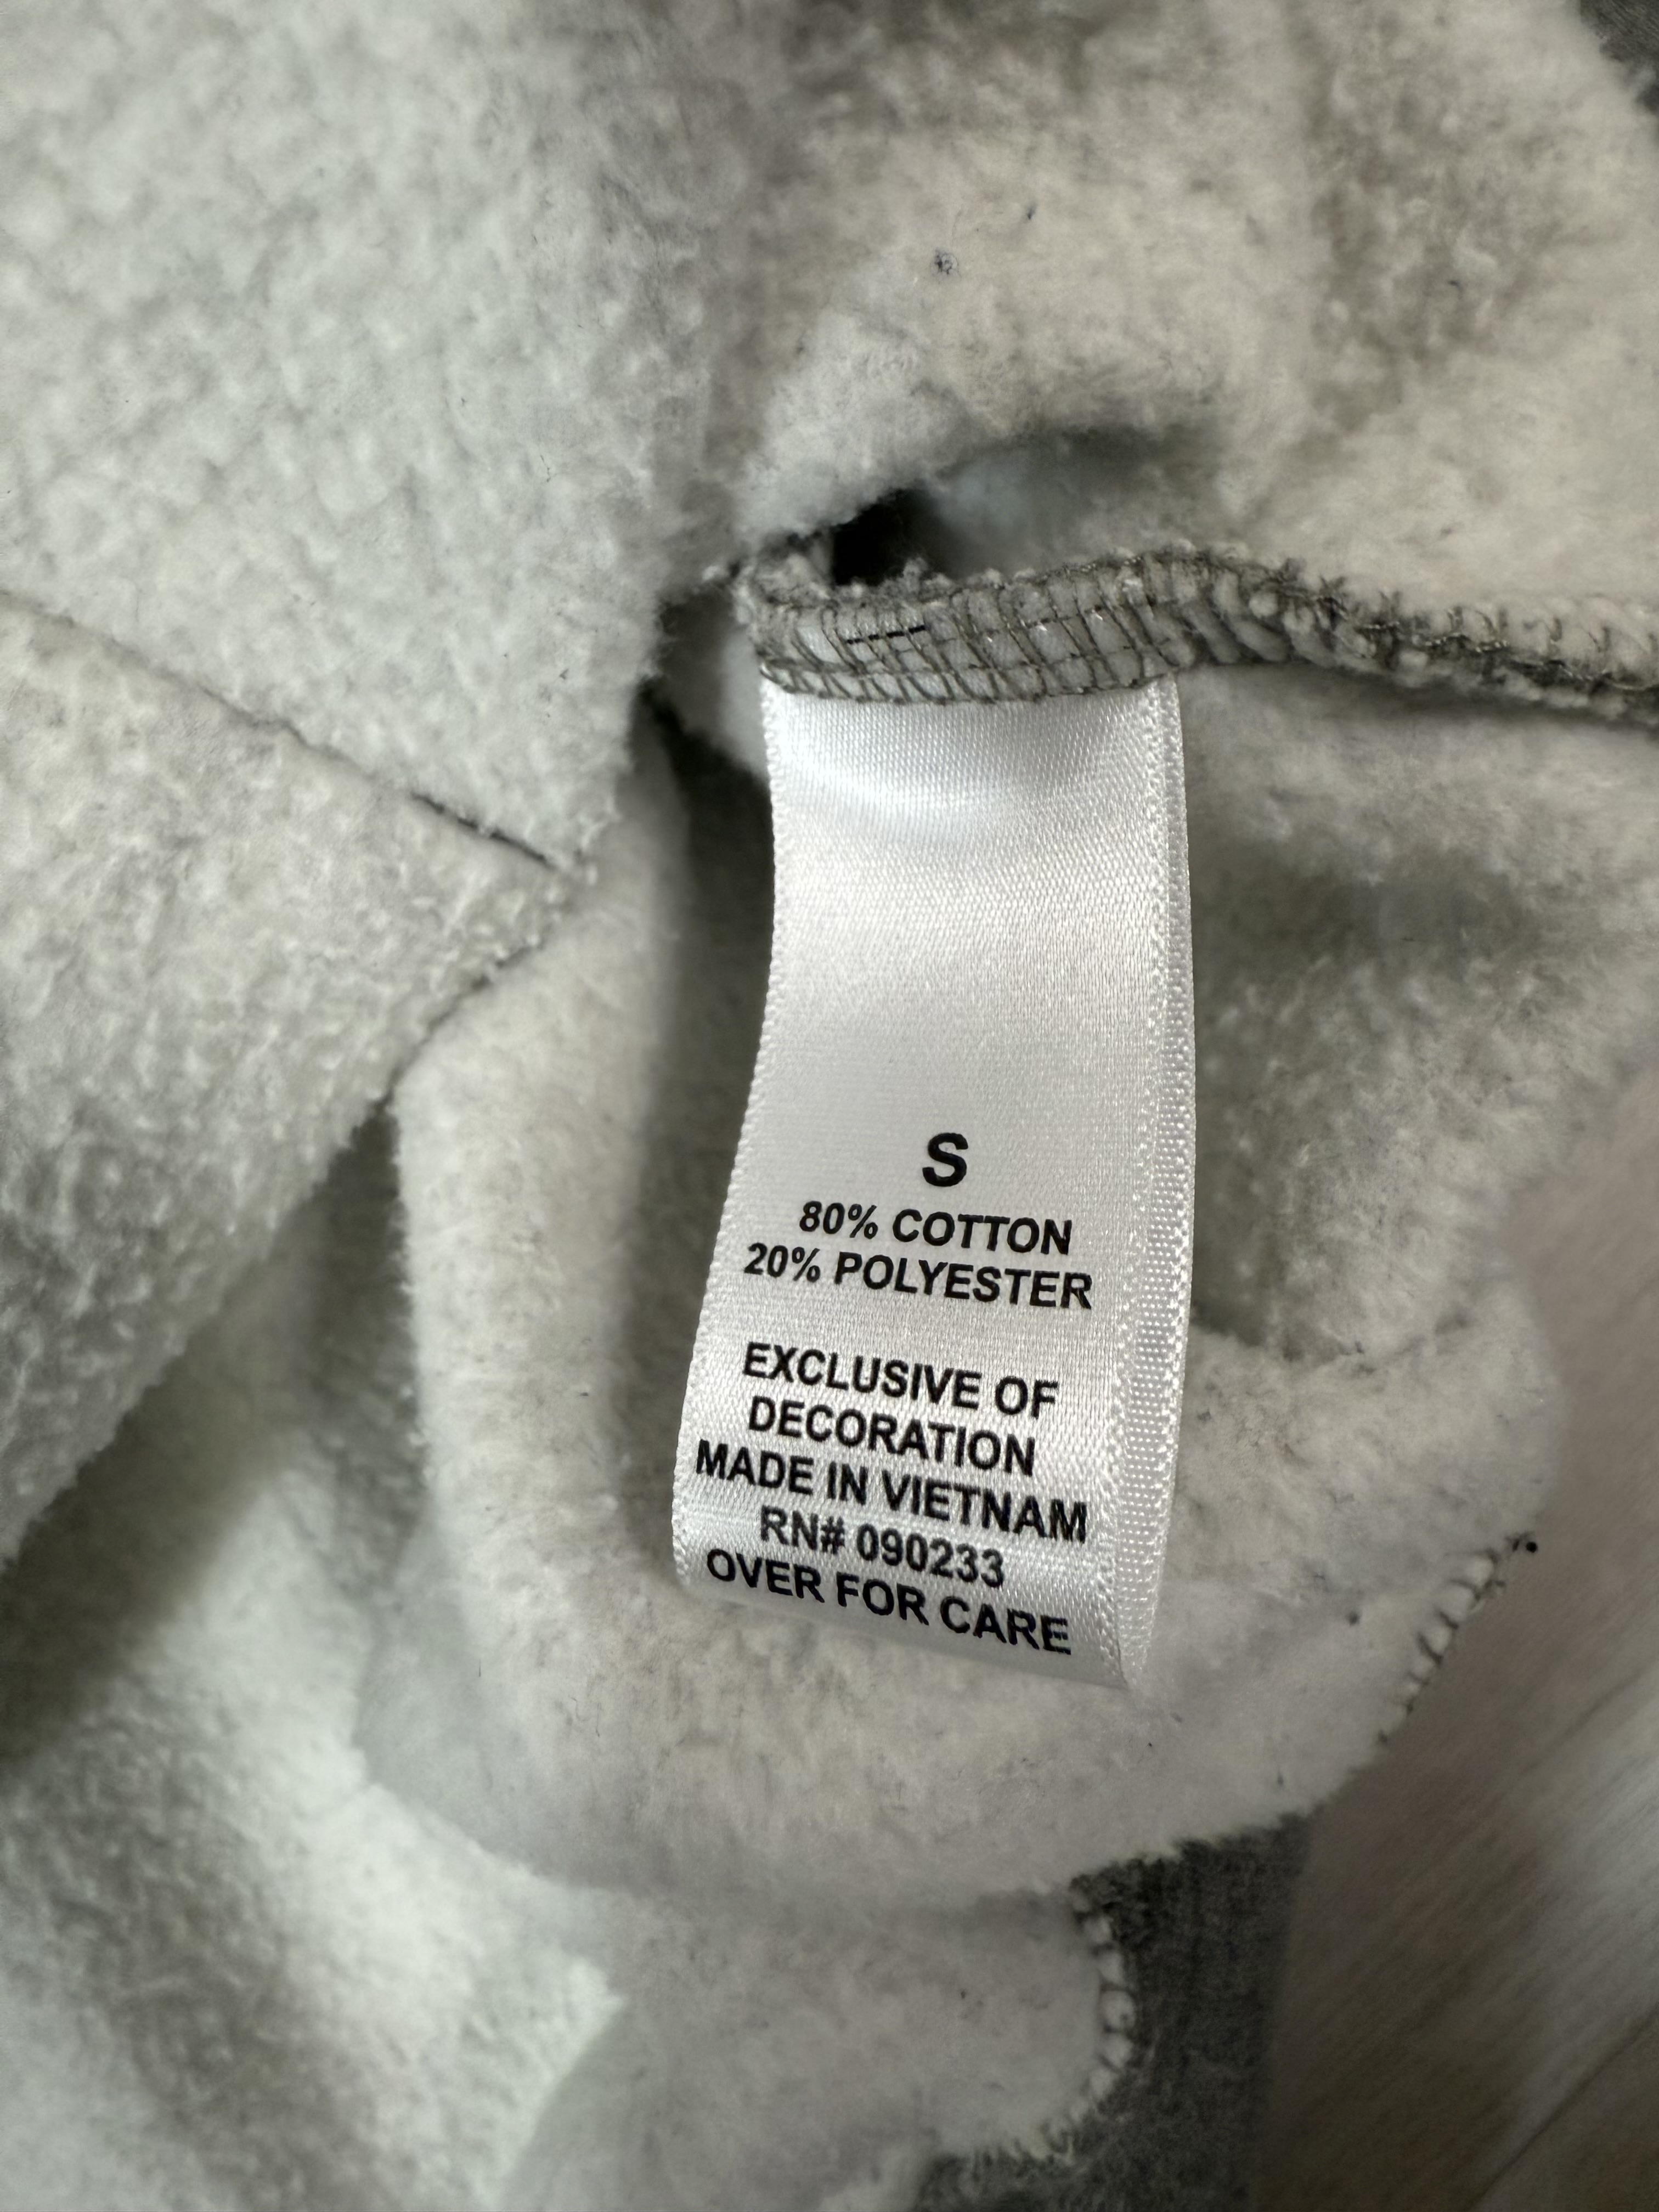 S
80% COTTON
20% POLYESTER
EXCLUSIVE OF
DECORATION
MADE IN VIETNAM
RN# 090233
OVER FOR CARE